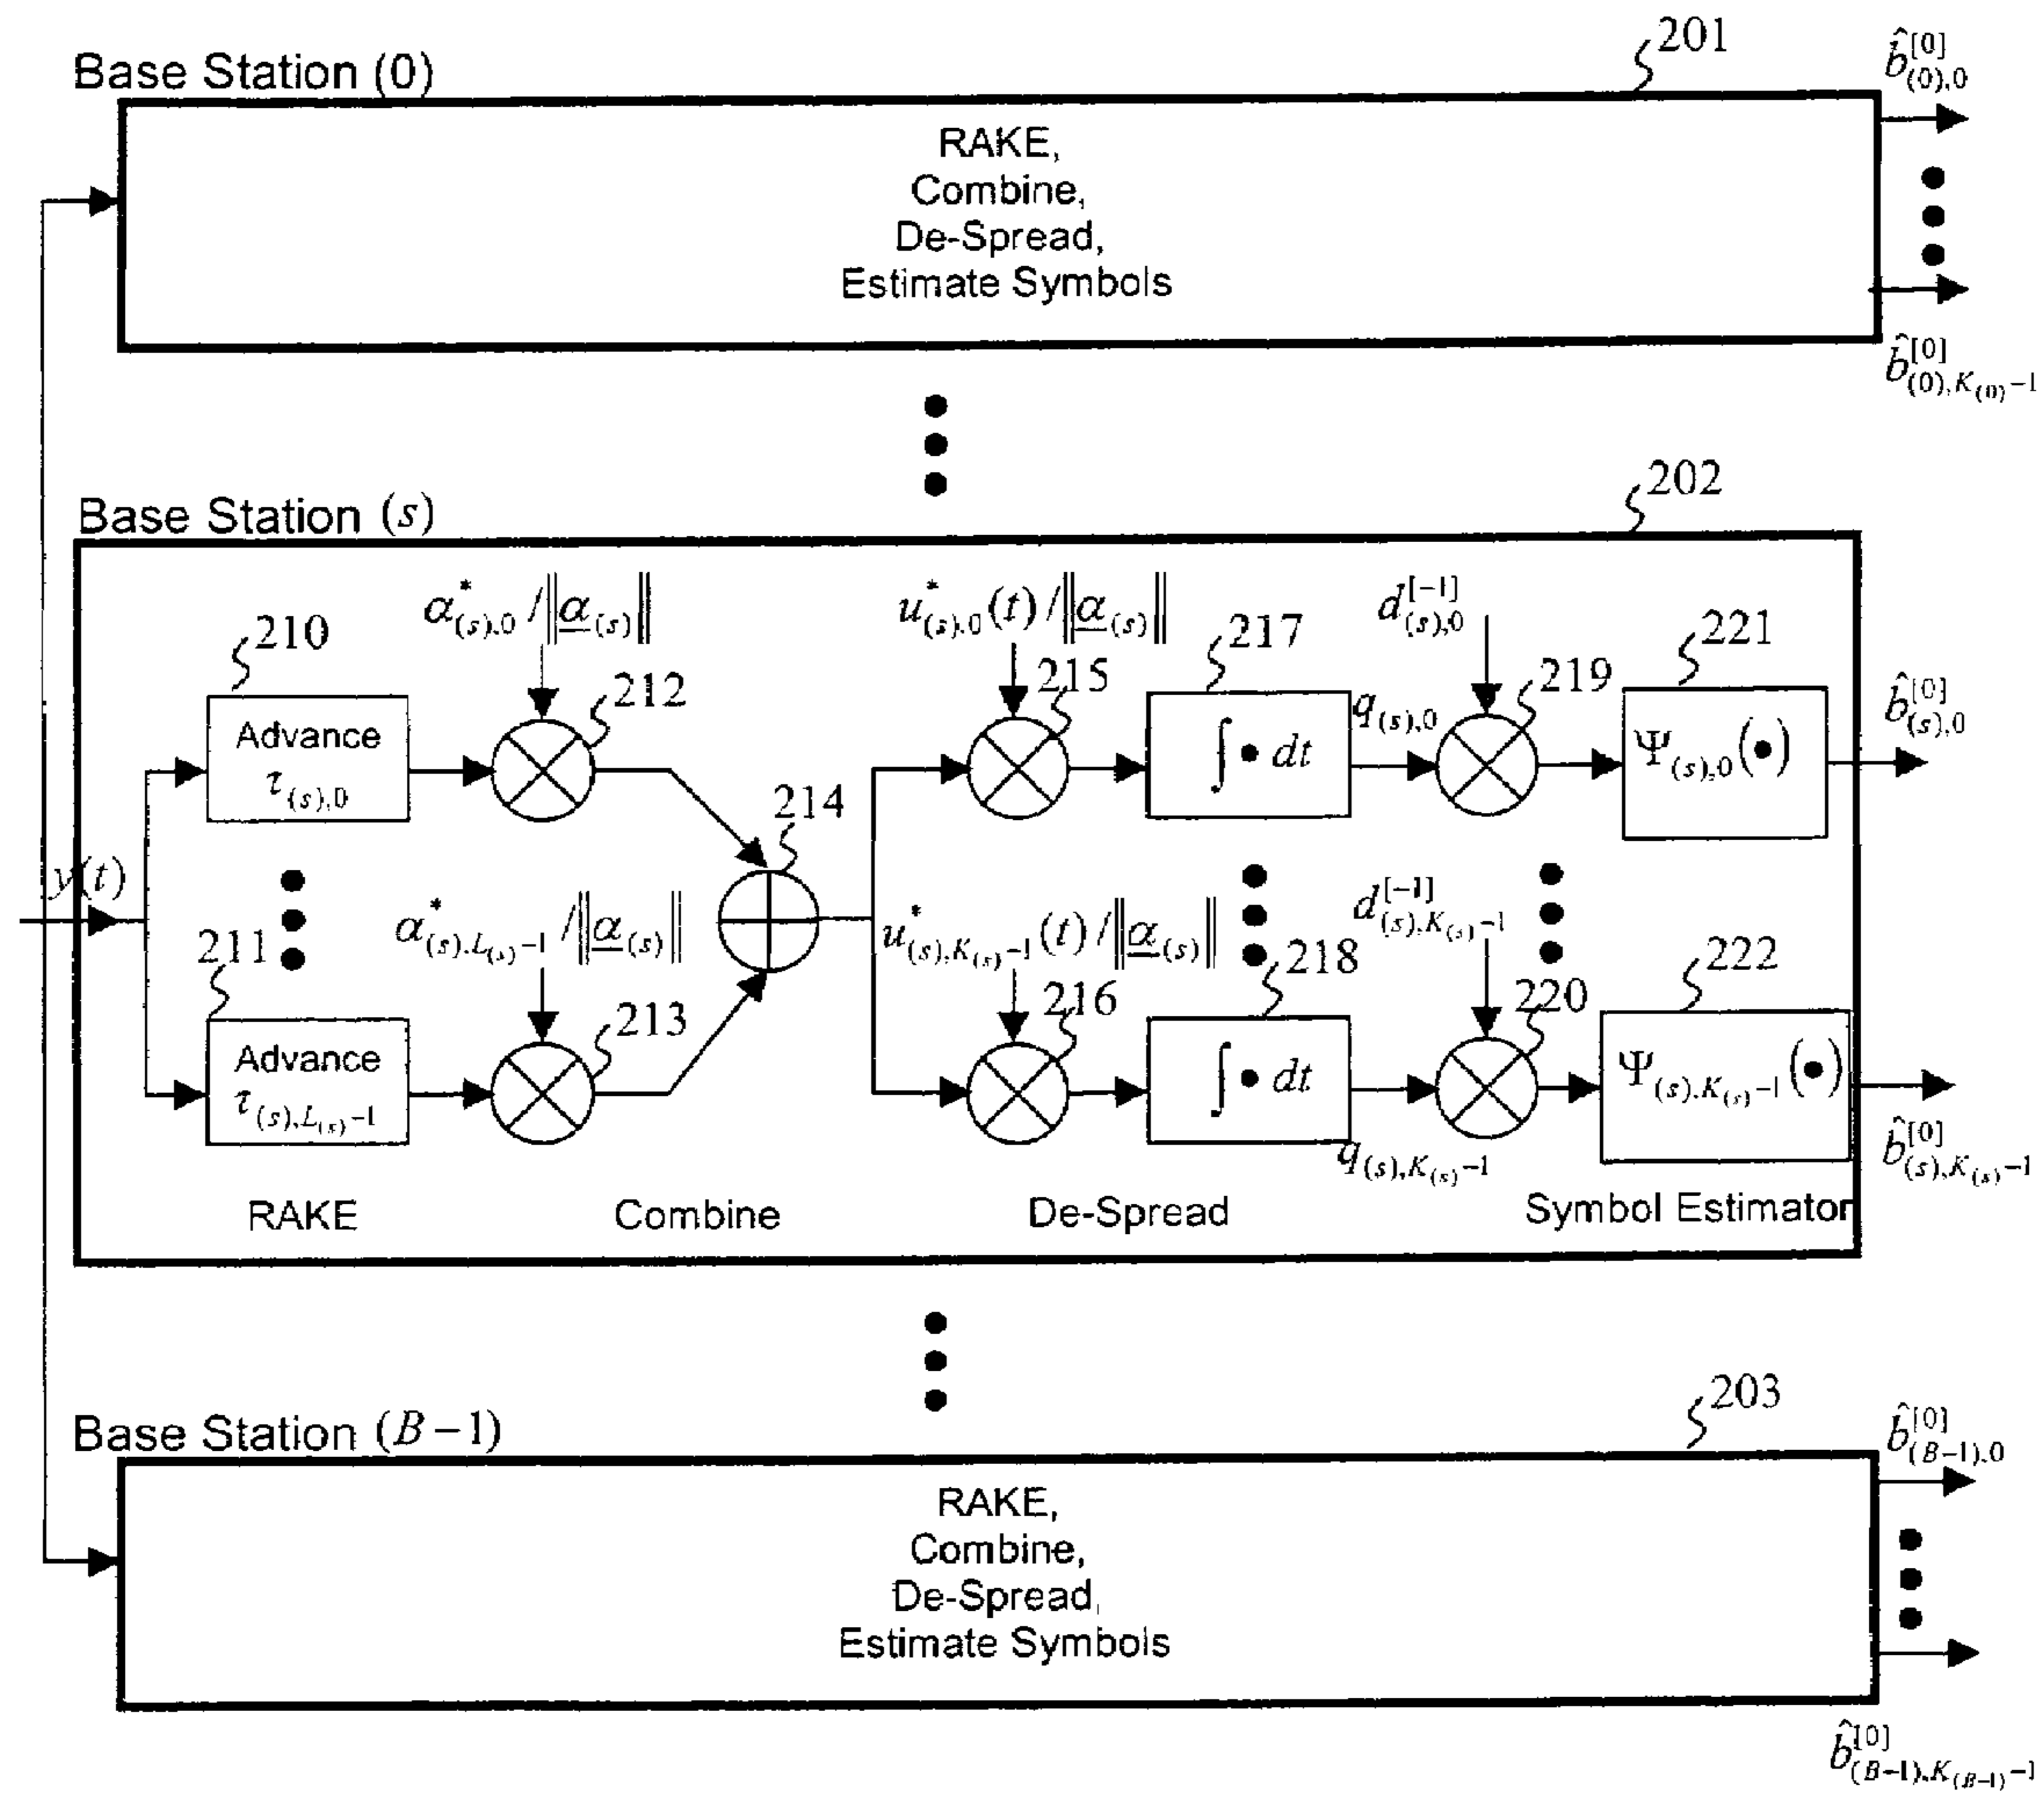 201
Base Station (0)
b̂^[0]_(0),0
RAKE,
Combine,
De-Spread,
Estimate Symbols
b̂^[0]_(0),K_(0)−1
202
Base Station (s)
α*_(s),0 /‖α_(s)‖
u*_(s),0(t)/‖α_(s)‖
d^[−1]_(s),0
210
212
215
217
219
221
Advance
τ_(s),0
∫ • dt
q_(s),0
Ψ_(s),0(•)
b̂^[0]_(s),0
214
y(t)
α*_(s),L_(s)−1 /‖α_(s)‖
u*_(s),K_(s)−1(t)/‖α_(s)‖
d^[−1]_(s),K_(s)−1
211
213
216
218
220
222
Advance
τ_(s),L_(s)−1
∫ • dt
q_(s),K_(s)−1
Ψ_(s),K_(s)−1(•)
b̂^[0]_(s),K_(s)−1
RAKE
Combine
De-Spread
Symbol Estimator
203
Base Station (B−1)
b̂^[0]_(B−1),0
RAKE,
Combine,
De-Spread,
Estimate Symbols
b̂^[0]_(B−1),K_(B−1)−1